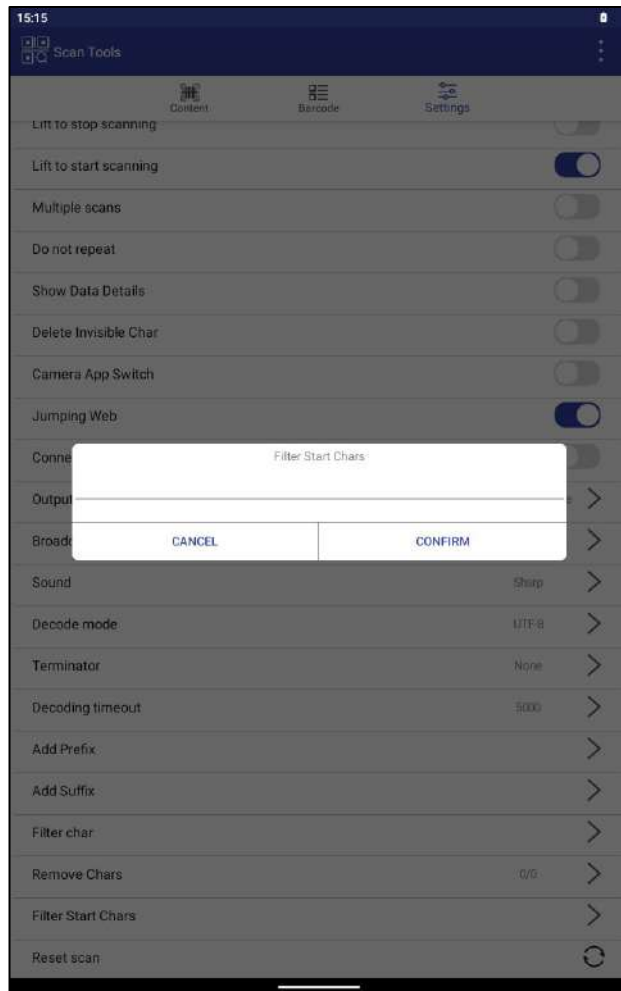 15:15
Scan Tools
Content Barcode Settings
Lift to stop scanning
Lift to start scanning
Multiple scans
Do not repeat
Show Data Details
Delete Invisible Char
Camera App Switch
Jumping Web
Conne
Filter Start Chars
Output
Broadc
CANCEL CONFIRM
Sound Sharp
Decode mode UTF-8
Terminator None
Decoding timeout 5000
Add Prefix
Add Suffix
Filter char
Remove Chars 0/0
Filter Start Chars
Reset scan